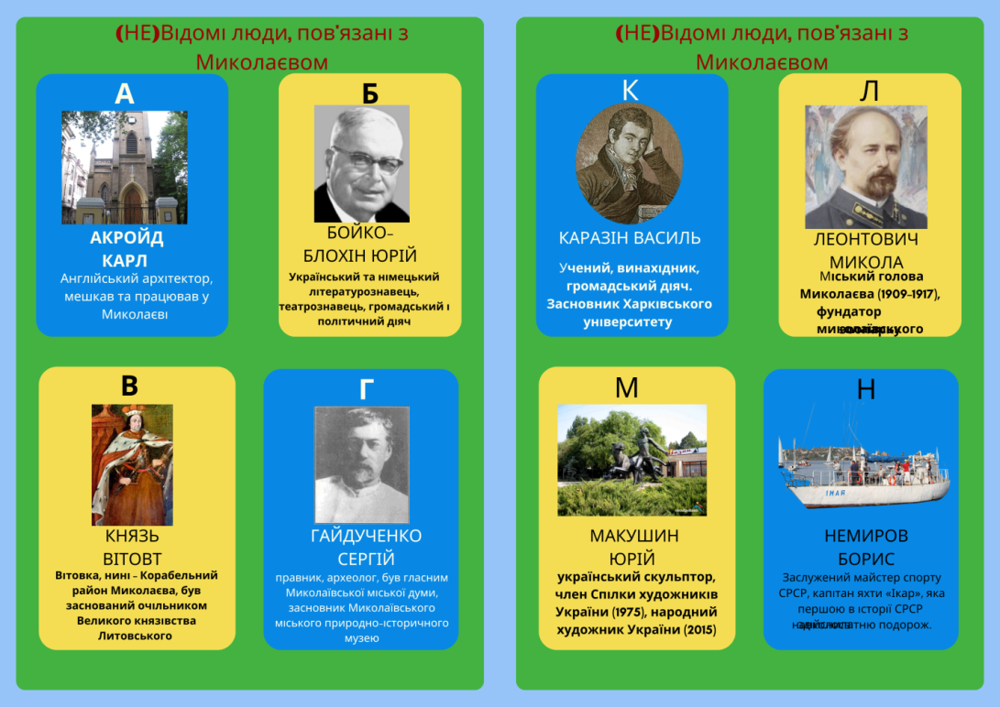 (НЕ)Відомі люди, пов'язані з
Миколаєвом
А
АКРОЙД
КАРЛ
Англійський архітектор,
мешкав та працював у
Миколаєві
Б
БОЙКО-
БЛОХІН ЮРІЙ
Український та німецький
літературознавець,
театрознавець, громадський і
політичний діяч
В
КНЯЗЬ
ВІТОВТ
Вітовка, нині - Корабельний
район Миколаєва, був
заснований очільником
Великого князівства
Литовського
Г
ГАЙДУЧЕНКО
СЕРГІЙ
правник, археолог, був гласним
Миколаївської міської думи,
засновник Миколаївського
міського природно-історичного
музею
(НЕ)Відомі люди, пов'язані з
Миколаєвом
К
КАРАЗІН ВАСИЛЬ
Учений, винахідник,
громадський діяч.
Засновник Харківського
університету
Л
ЛЕОНТОВИЧ
МИКОЛА
Міський голова
Миколаєва (1909-1917),
фундатор
миколаївського
зоопарку
М
МАКУШИН
ЮРІЙ
український скульптор,
член Спілки художників
України (1975), народний
художник України (2015)
Н
ІКАР
НЕМИРОВ
БОРИС
Заслужений майстер спорту
СРСР, капітан яхти «Ікар», яка
першою в історії СРСР
здійснила
навколосвітню подорож.